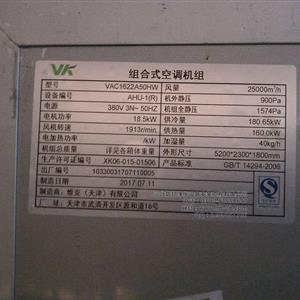 VK 组合式空调机组
型号 VAC1622A50HW 风量 25000m³/h
设备编号 AHU-1(R) 机外静压 900Pa
电源 380V 3N~ 50HZ 机组全静压 1574Pa
电机功率 18.5kW 供冷量 180.65kW
风机转速 1913r/min 供热量 160.0kW
电加热功率 kW 加湿量 40kg/h
机组总质量 详见各箱体重量 外形尺寸 5200*2300*1800mm
生产许可证编号 XK06-015-01506 产品标准 GB/T 14294-2008
出厂编号 10330031707110005
出厂日期 2017.07.11
制造商：维克（天津）有限公司
厂 址：天津市武清开发区源和道16号